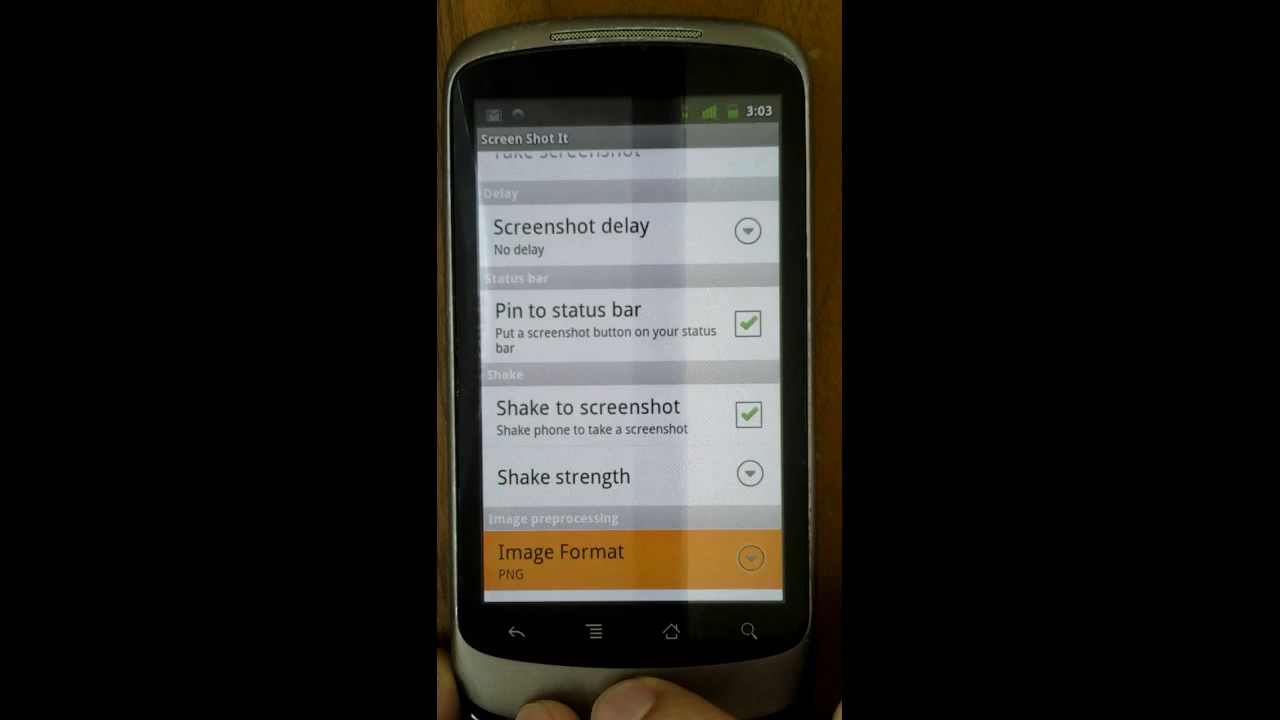 3:03
Screen Shot It
Take screenshot
Delay
Screenshot delay
No delay
Status bar
Pin to status bar
Put a screenshot button on your status
bar
Shake
Shake to screenshot
Shake phone to take a screenshot
Shake strength
Image preprocessing
Image Format
PNG